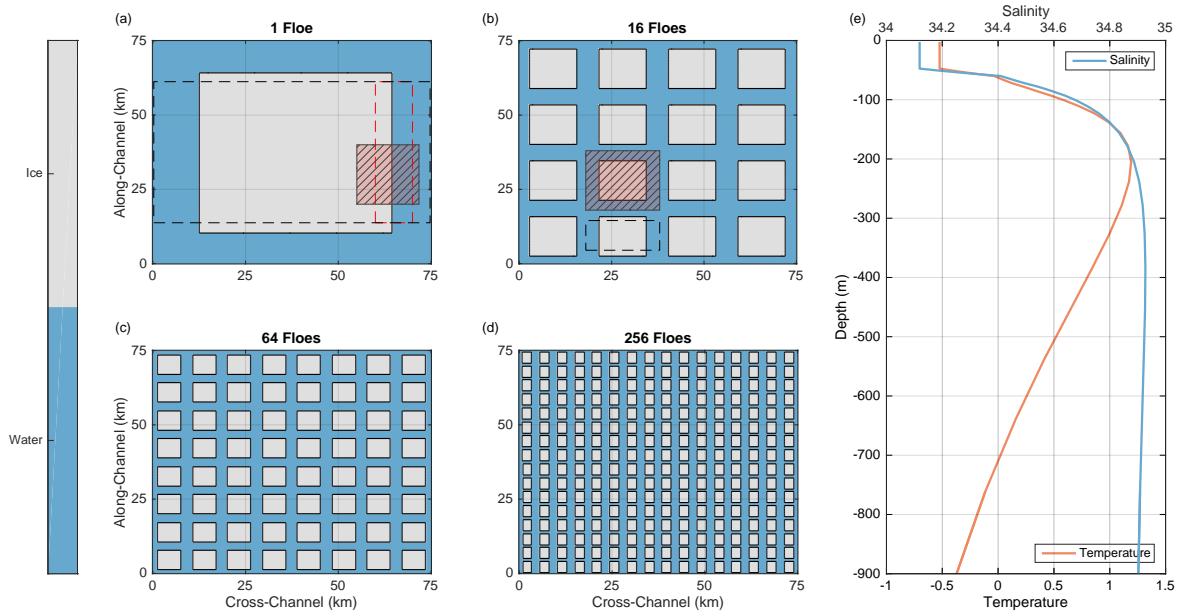 Ice
Water
(a)
1 Floe
75
50
25
0
Along-Channel (km)
0
25
50
75
(b)
16 Floes
75
50
25
0
0
25
50
75
(c)
64 Floes
75
50
25
0
Along-Channel (km)
0
25
50
75
Cross-Channel (km)
(d)
256 Floes
75
50
25
0
0
25
50
75
Cross-Channel (km)
(e)
Salinity
34
34.2
34.4
34.6
34.8
35
Salinity
0
-100
-200
-300
-400
-500
-600
-700
-800
-900
Depth (m)
Temperature
-1
-0.5
0
0.5
1
1.5
Temperature